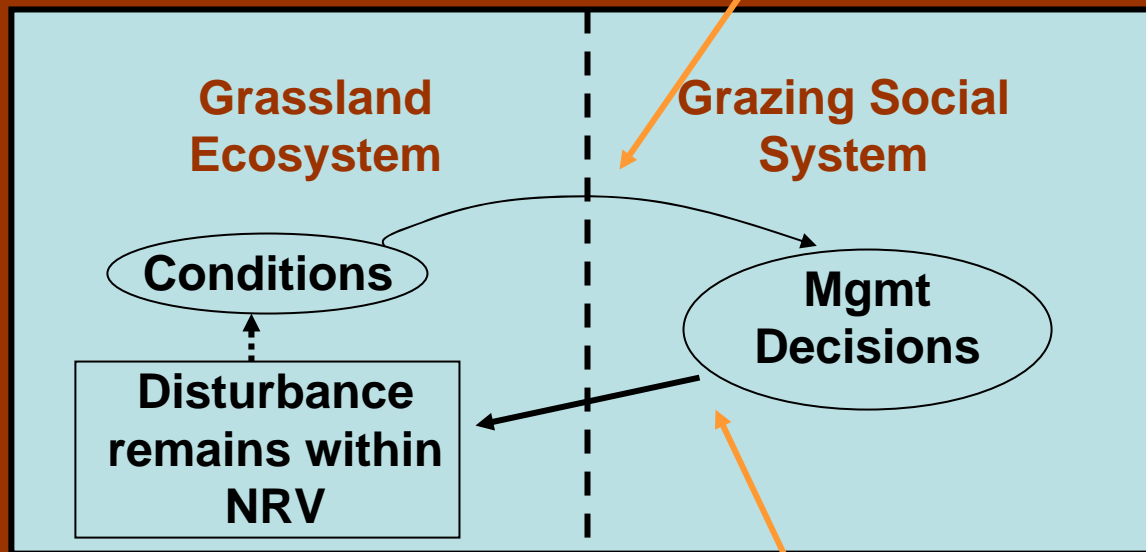 Grassland
Ecosystem
Grazing Social
System
Conditions
Mgmt
Decisions
Disturbance
remains within
NRV